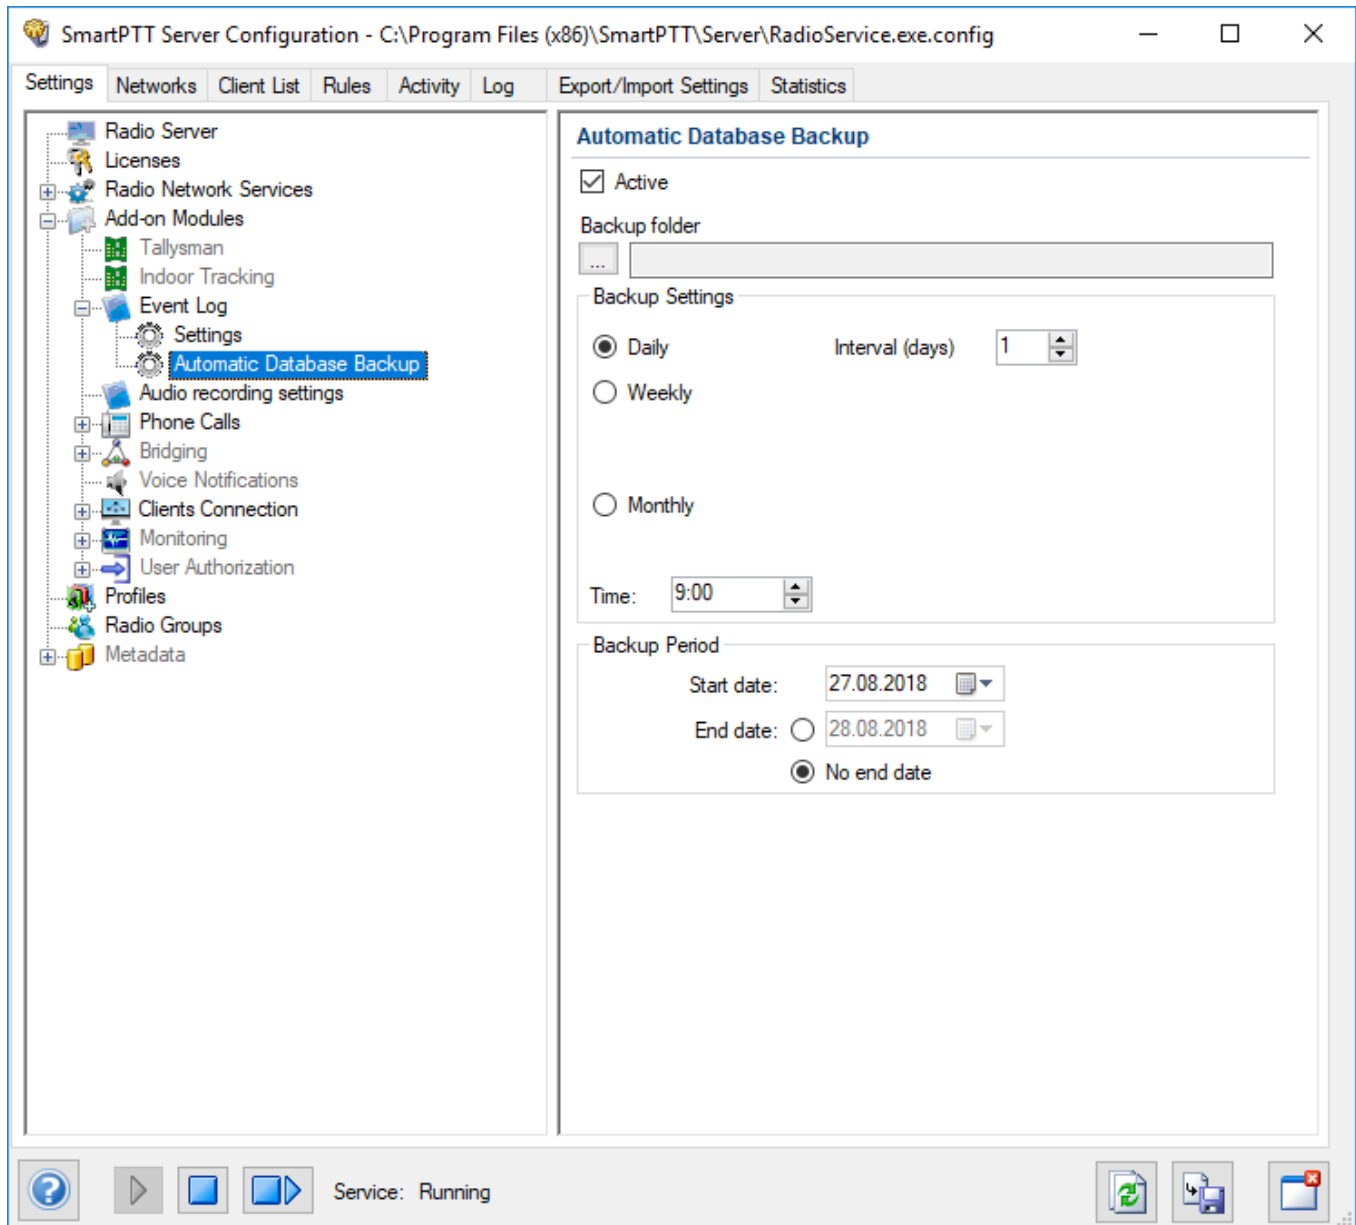 SmartPTT Server Configuration - C:\Program Files (x86)\SmartPTT\Server\RadioService.exe.config
Settings Networks Client List Rules Activity Log Export/Import Settings Statistics
Radio Server
Licenses
Radio Network Services
Add-on Modules
Tallysman
Indoor Tracking
Event Log
Settings
Automatic Database Backup
Audio recording settings
Phone Calls
Bridging
Voice Notifications
Clients Connection
Monitoring
User Authorization
Profiles
Radio Groups
Metadata
Automatic Database Backup
Active
Backup folder
...
Backup Settings
Daily Interval (days) 1
Weekly
Monthly
Time: 9:00
Backup Period
Start date: 27.08.2018
End date: 28.08.2018
No end date
Service: Running